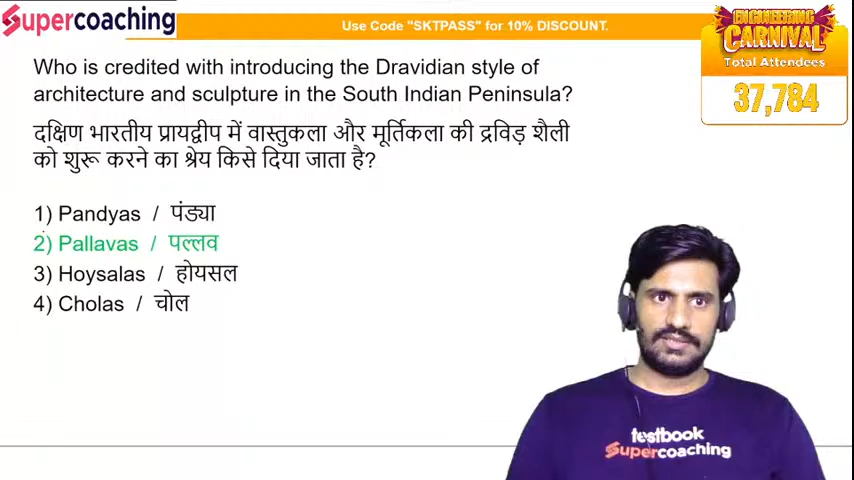 Supercoaching
Use Code "SKTPASS" for 10% DISCOUNT.
ENGINEERING
CARNIVAL
Total Attendees
37,784
Who is credited with introducing the Dravidian style of
architecture and sculpture in the South Indian Peninsula?
दक्षिण भारतीय प्रायद्वीप में वास्तुकला और मूर्तिकला की द्रविड़ शैली
को शुरू करने का श्रेय किसे दिया जाता है?
1) Pandyas / पंड्या
2) Pallavas / पल्लव
3) Hoysalas / होयसल
4) Cholas / चोल
testbook
Supercoaching